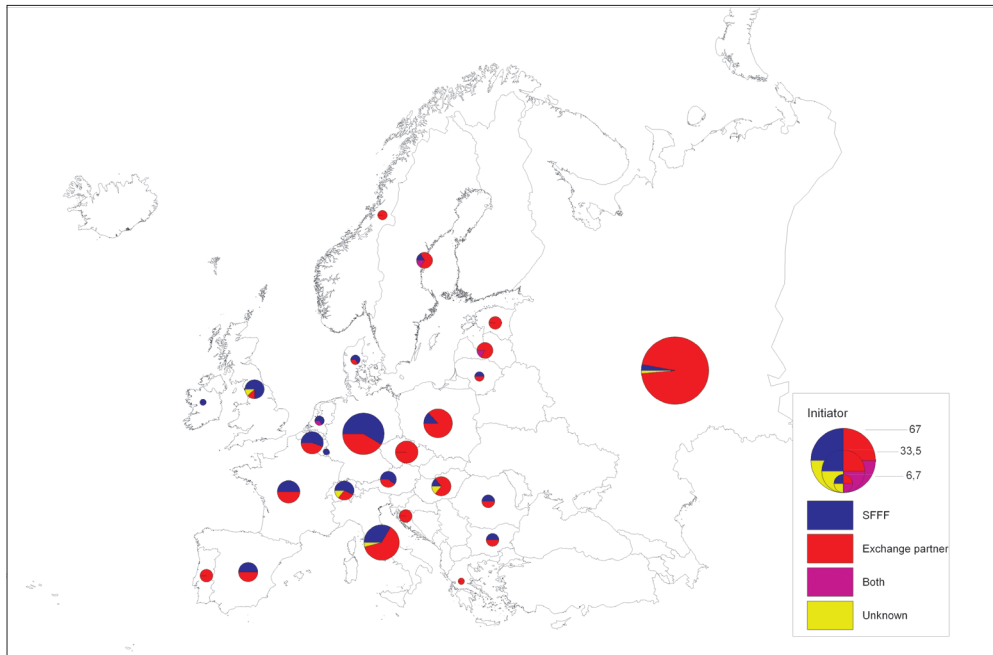 Initiator
67
33,5
6,7
SFFF
Exchange partner
Both
Unknown